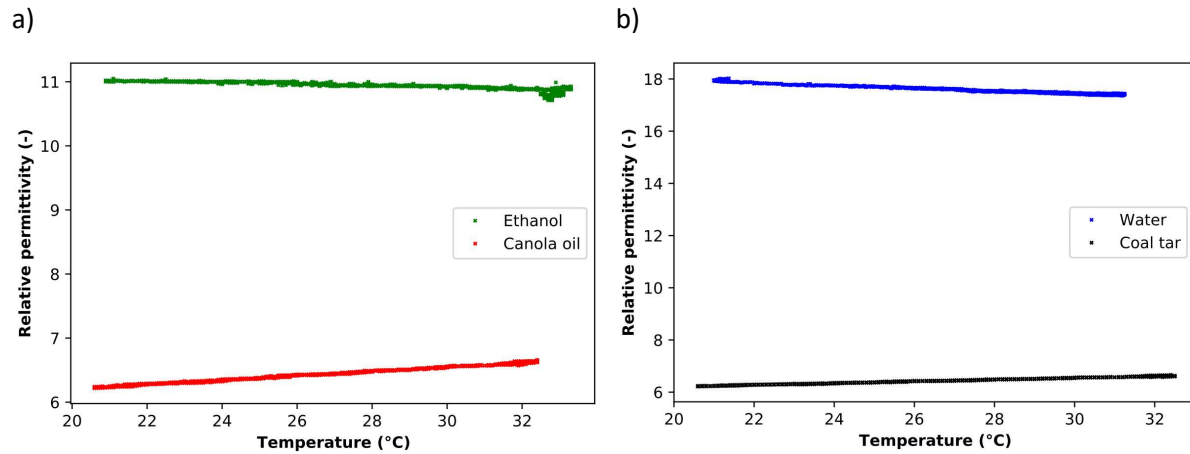 a)
11
10
9
8
7
6
20
22
24
26
28
30
32
Relative permittivity (-)
Temperature (°C)
Ethanol
Canola oil
b)
18
16
14
12
10
8
6
20
22
24
26
28
30
32
Relative permittivity (-)
Temperature (°C)
Water
Coal tar